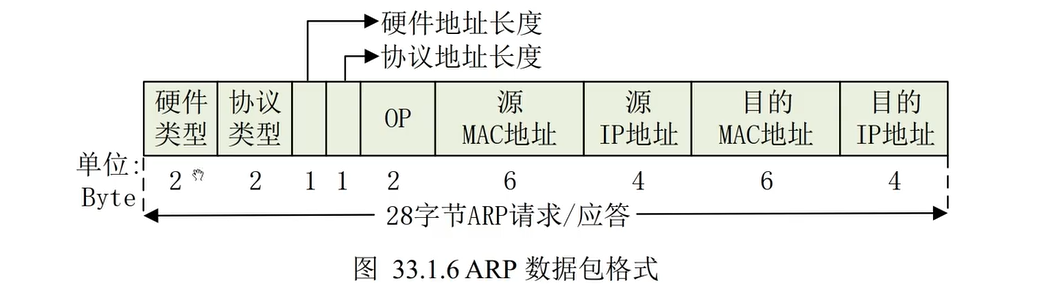 硬件地址长度
协议地址长度
硬件类型 协议类型 OP 源MAC地址 源IP地址 目的MAC地址 目的IP地址
单位:Byte 2 2 1 1 2 6 4 6 4
28字节ARP请求/应答
图 33.1.6 ARP 数据包格式